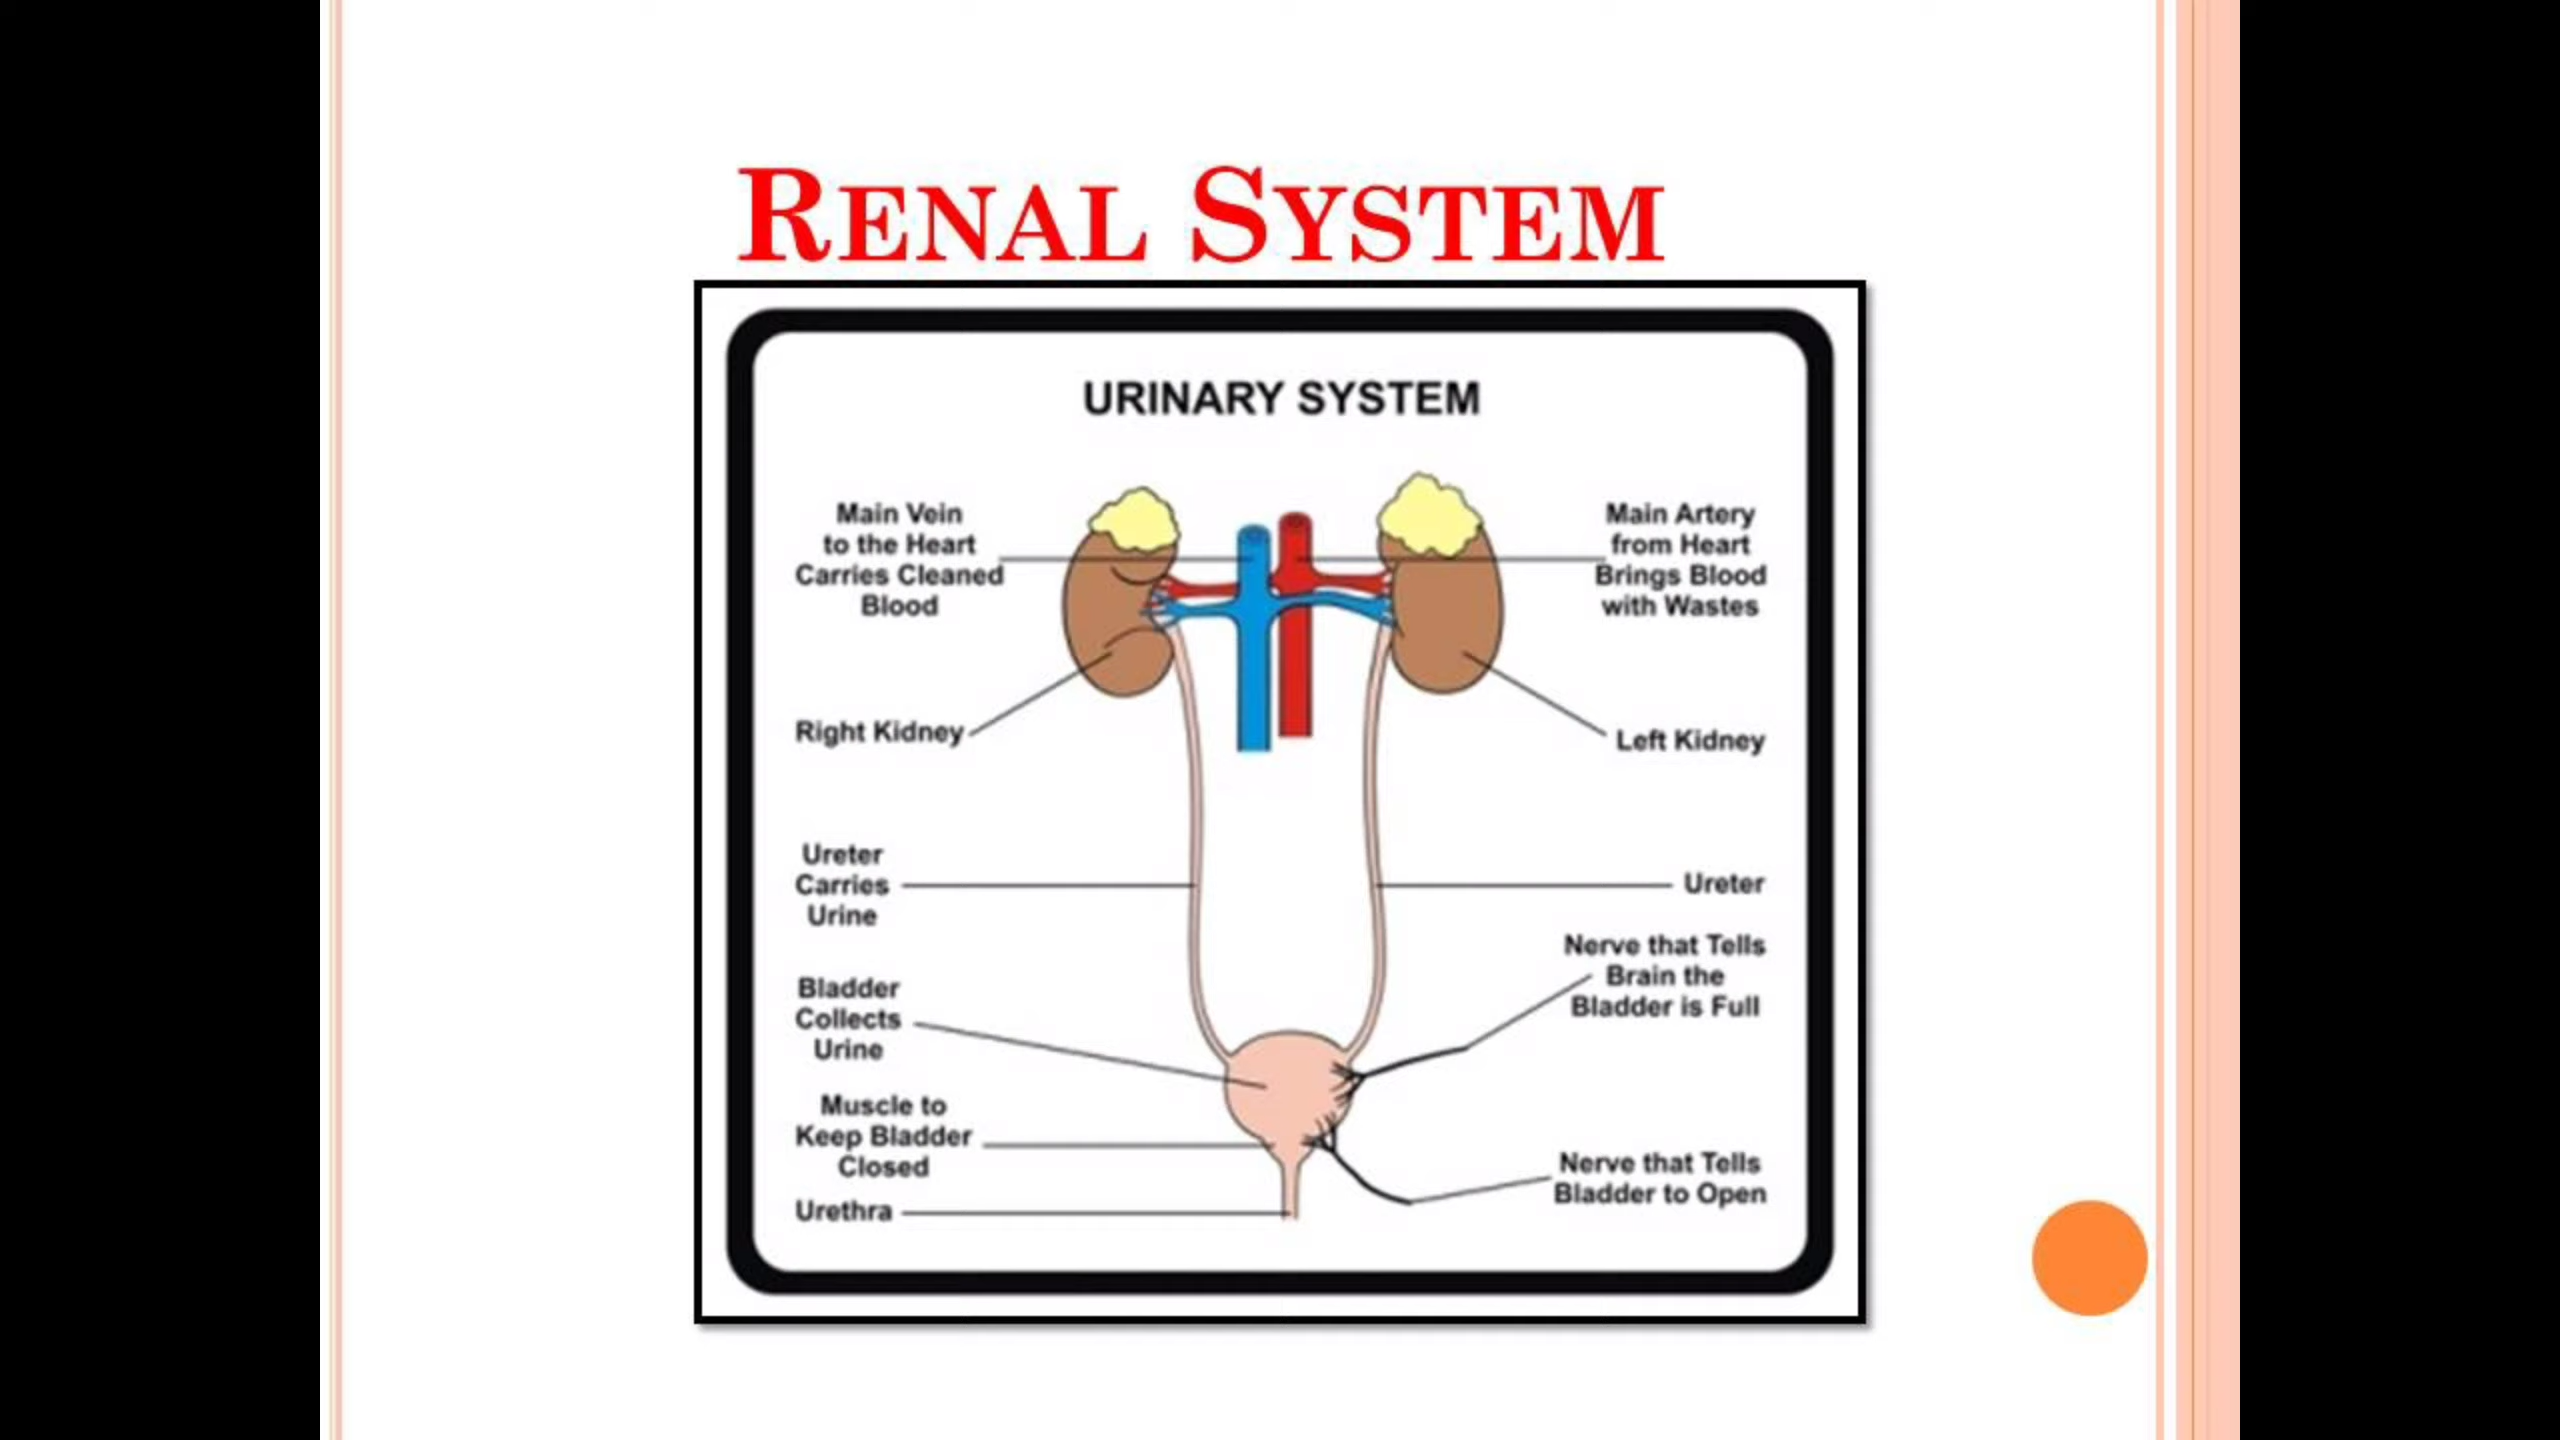 RENAL SYSTEM
URINARY SYSTEM
Main Vein
to the Heart
Carries Cleaned
Blood
Main Artery
from Heart
Brings Blood
with Wastes
Right Kidney
Left Kidney
Ureter
Carries
Urine
Ureter
Nerve that Tells
Brain the
Bladder is Full
Bladder
Collects
Urine
Muscle to
Keep Bladder
Closed
Nerve that Tells
Bladder to Open
Urethra